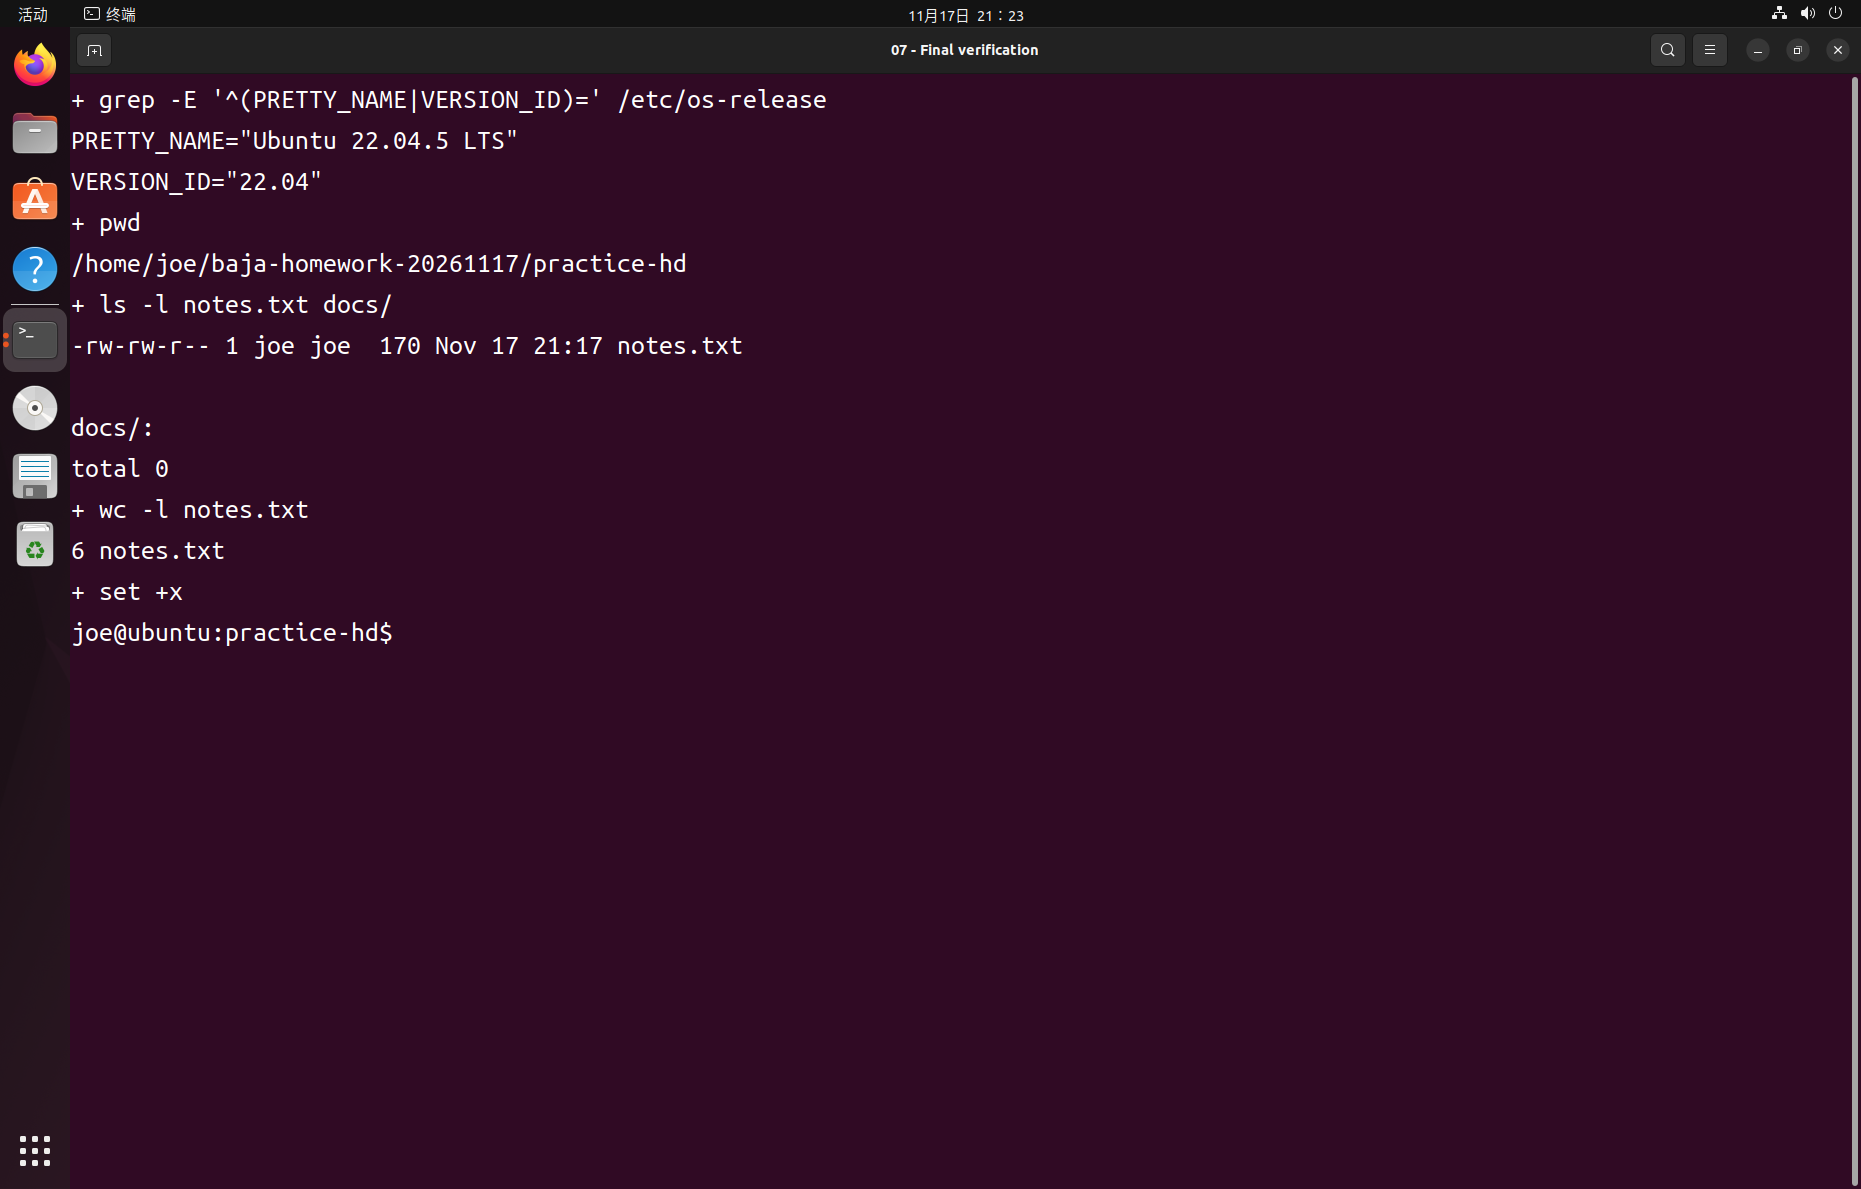 活动
终端
11月17日 21：23
07 - Final verification
+ grep -E '^(PRETTY_NAME|VERSION_ID)=' /etc/os-release
PRETTY_NAME="Ubuntu 22.04.5 LTS"
VERSION_ID="22.04"
+ pwd
/home/joe/baja-homework-20261117/practice-hd
+ ls -l notes.txt docs/
-rw-rw-r-- 1 joe joe  170 Nov 17 21:17 notes.txt
docs/:
total 0
+ wc -l notes.txt
6 notes.txt
+ set +x
joe@ubuntu:practice-hd$